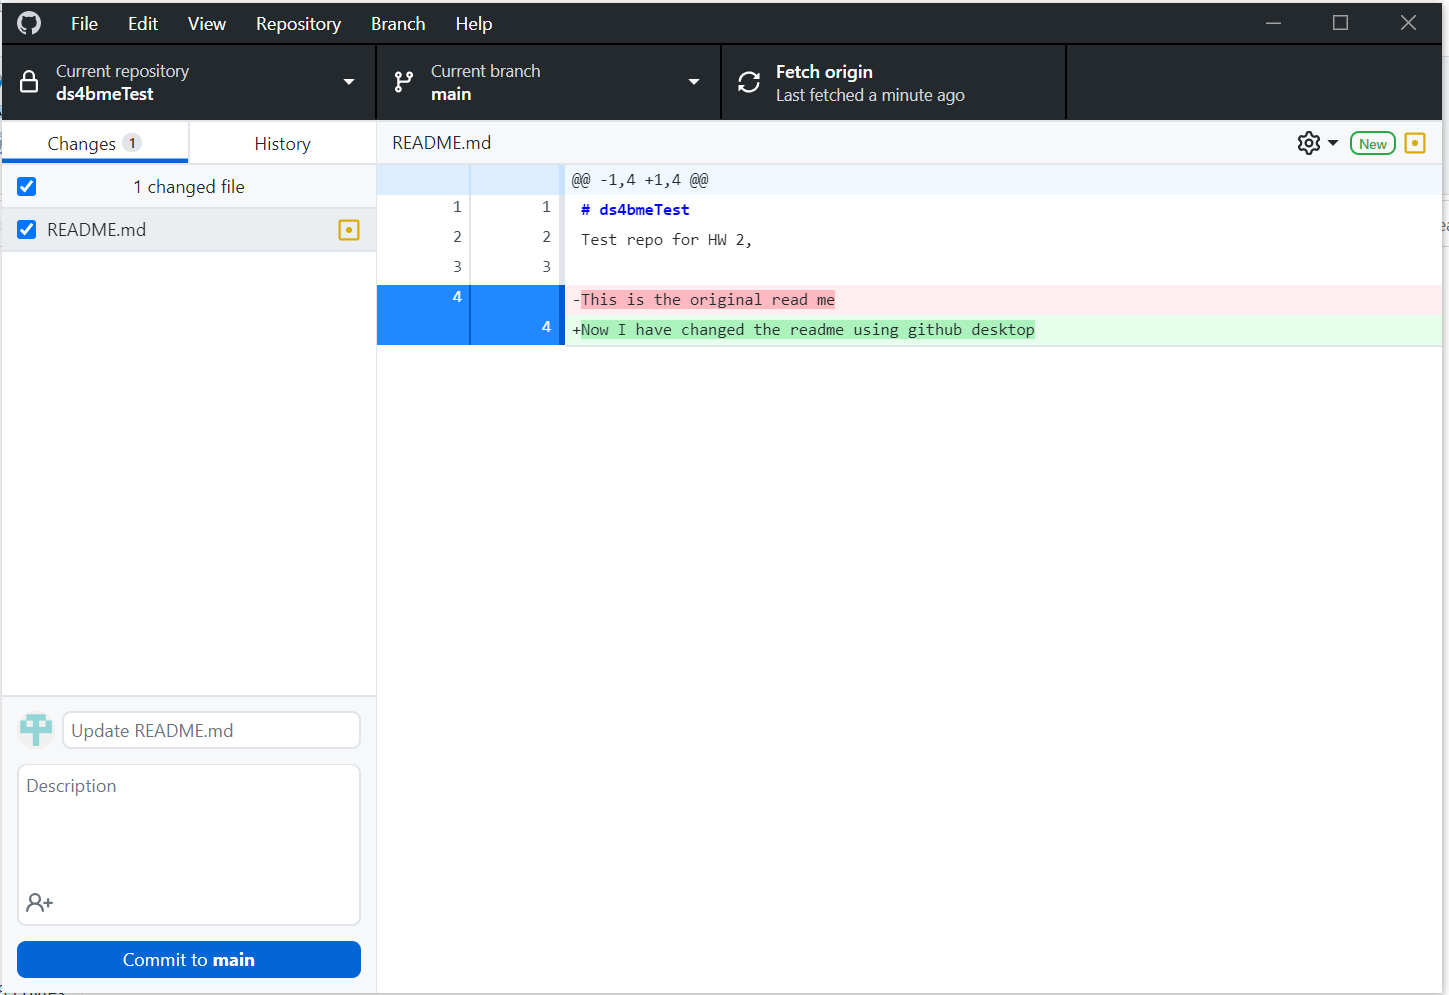 File Edit View Repository Branch Help
Current repository
ds4bmeTest
Current branch
main
Fetch origin
Last fetched a minute ago
Changes 1
History
README.md
New
1 changed file
README.md
@@ -1,4 +1,4 @@
1 1 # ds4bmeTest
2 2 Test repo for HW 2,
3 3
4 -This is the original read me
4 +Now I have changed the readme using github desktop
Update README.md
Description
Commit to main